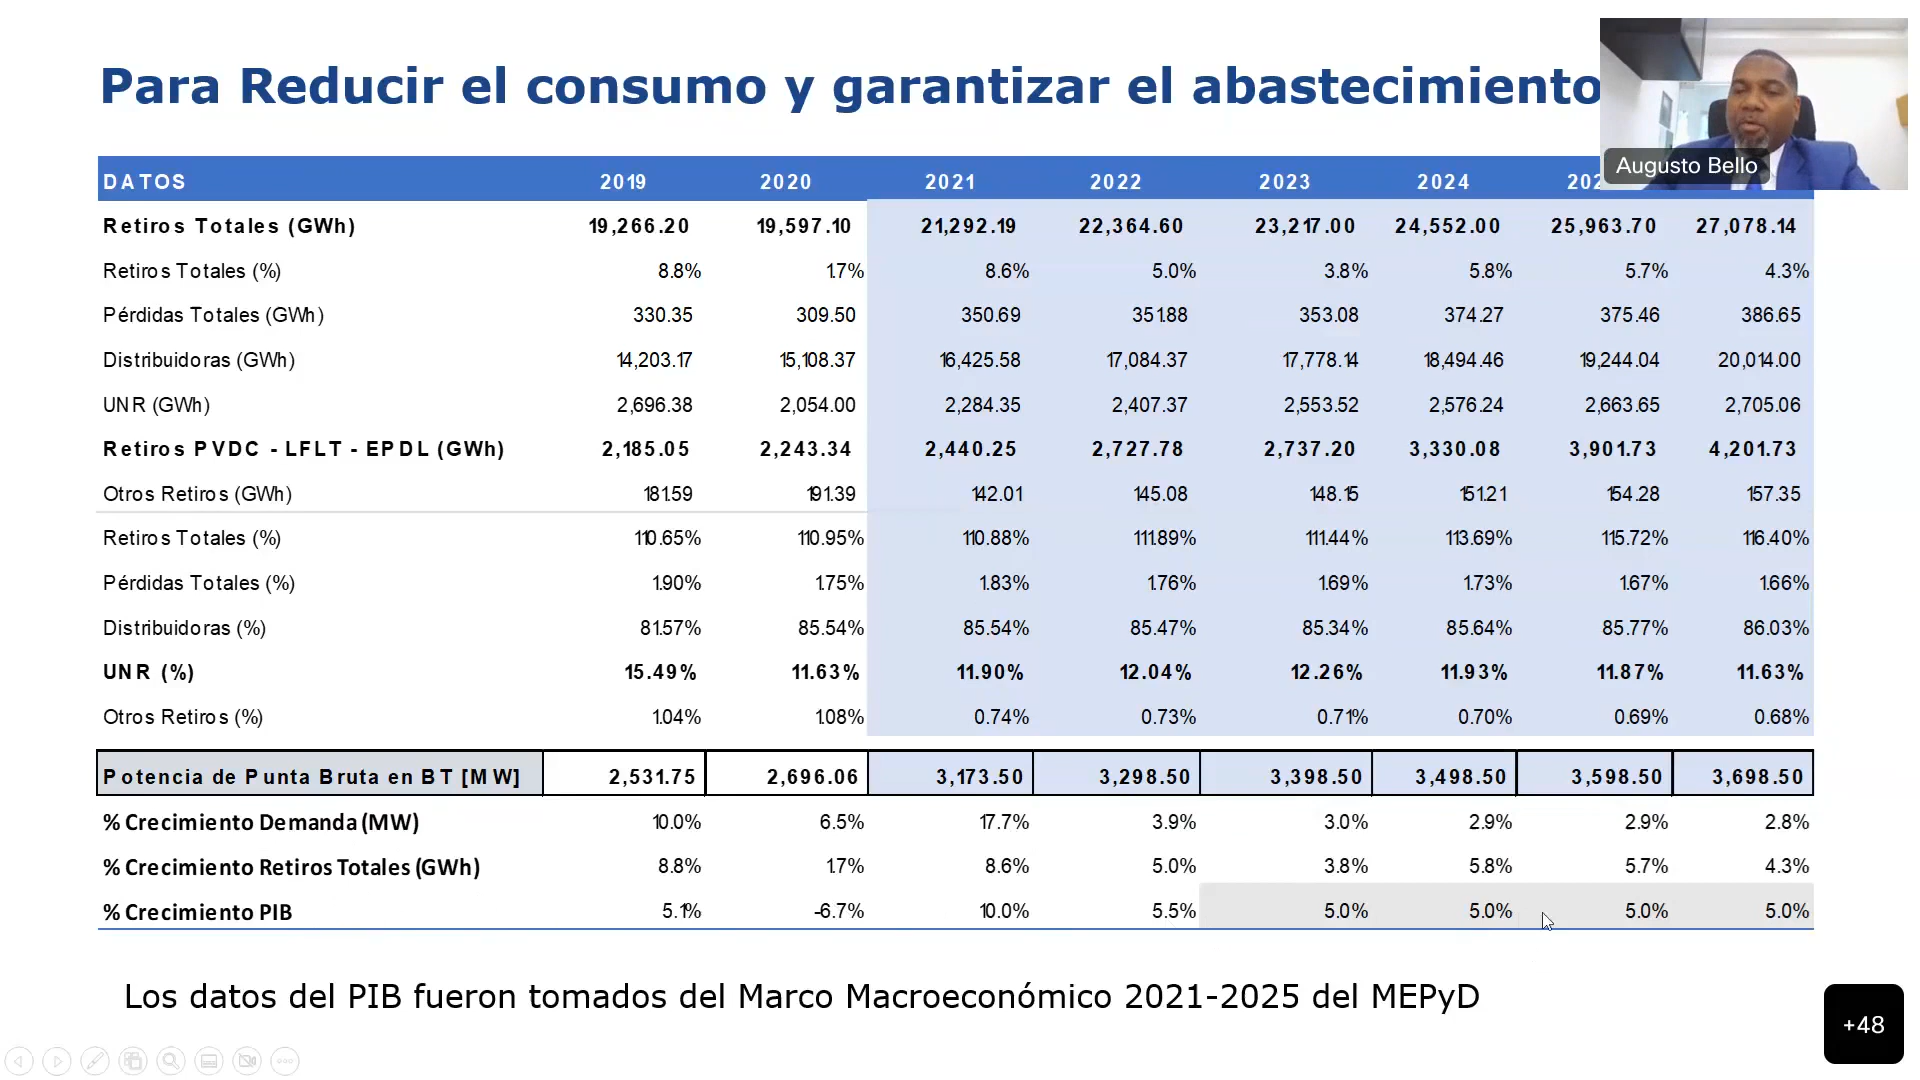 Para Reducir el consumo y garantizar el abastecimiento
Augusto Bello
DATOS 2019 2020 2021 2022 2023 2024
Retiros Totales (GWh) 19,266.20 19,597.10 21,292.19 22,364.60 23,217.00 24,552.00 25,963.70 27,078.14
Retiros Totales (%) 8.8% 1.7% 8.6% 5.0% 3.8% 5.8% 5.7% 4.3%
Pérdidas Totales (GWh) 330.35 309.50 350.69 351.88 353.08 374.27 375.46 386.65
Distribuidoras (GWh) 14,203.17 15,108.37 16,425.58 17,084.37 17,778.14 18,494.46 19,244.04 20,014.00
UNR (GWh) 2,696.38 2,054.00 2,284.35 2,407.37 2,553.52 2,576.24 2,663.65 2,705.06
Retiros PVDC - LFLT - EPDL (GWh) 2,185.05 2,243.34 2,440.25 2,727.78 2,737.20 3,330.08 3,901.73 4,201.73
Otros Retiros (GWh) 181.59 191.39 142.01 145.08 148.15 151.21 154.28 157.35
Retiros Totales (%) 110.65% 110.95% 110.88% 111.89% 111.44% 113.69% 115.72% 116.40%
Pérdidas Totales (%) 1.90% 1.75% 1.83% 1.76% 1.69% 1.73% 1.67% 1.66%
Distribuidoras (%) 81.57% 85.54% 85.54% 85.47% 85.34% 85.64% 85.77% 86.03%
UNR (%) 15.49% 11.63% 11.90% 12.04% 12.26% 11.93% 11.87% 11.63%
Otros Retiros (%) 1.04% 1.08% 0.74% 0.73% 0.71% 0.70% 0.69% 0.68%
Potencia de Punta Bruta en BT [MW] 2,531.75 2,696.06 3,173.50 3,298.50 3,398.50 3,498.50 3,598.50 3,698.50
% Crecimiento Demanda (MW) 10.0% 6.5% 17.7% 3.9% 3.0% 2.9% 2.9% 2.8%
% Crecimiento Retiros Totales (GWh) 8.8% 1.7% 8.6% 5.0% 3.8% 5.8% 5.7% 4.3%
% Crecimiento PIB 5.1% -6.7% 10.0% 5.5% 5.0% 5.0% 5.0% 5.0%
Los datos del PIB fueron tomados del Marco Macroeconómico 2021-2025 del MEPyD
+48